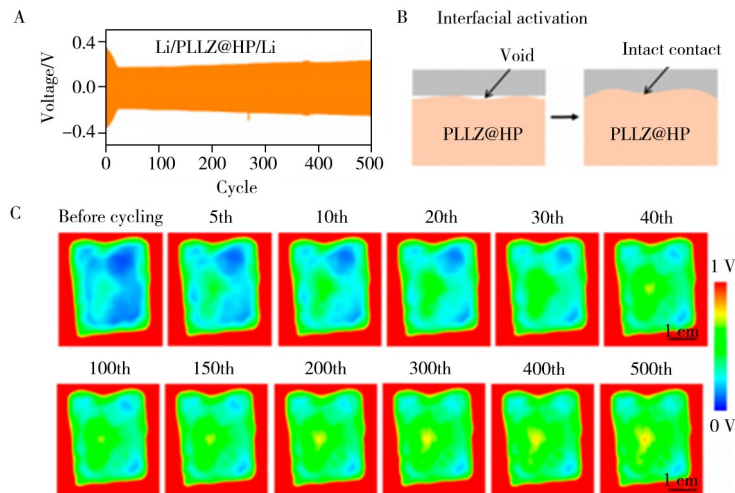 A
0.4
Li/PLLZ@HP/Li
Voltage/V
0.0
−0.4
0 100 200 300 400 500
Cycle
B Interfacial activation
Void
Intact contact
PLLZ@HP
PLLZ@HP
C
Before cycling 5th 10th 20th 30th 40th
1 cm
1 V
100th 150th 200th 300th 400th 500th
0 V
1 cm